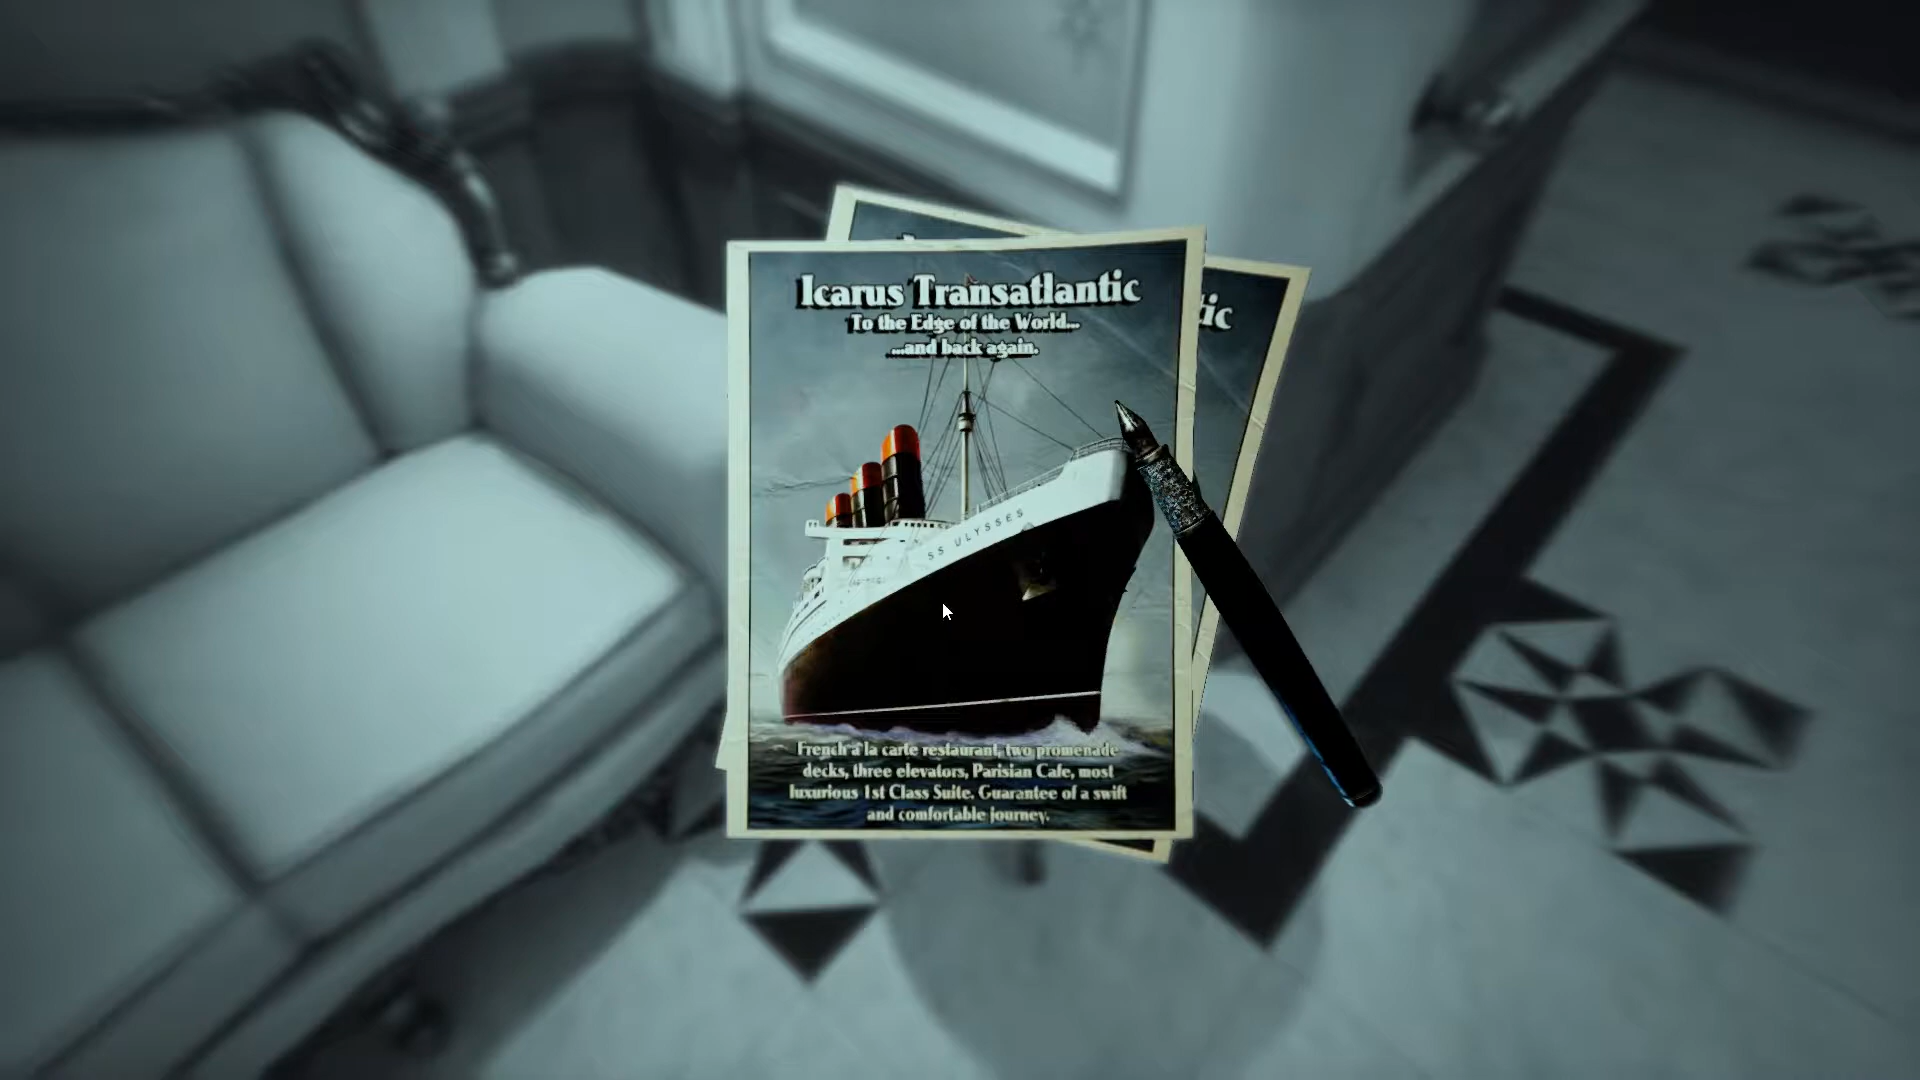 Icarus Transatlantic
To the Edge of the World...
...and back again.
tic
SS ULYSSES
French a la carte restaurant, two promenade
decks, three elevators, Parisian Cafe, most
luxurious 1st Class Suite. Guarantee of a swift
and comfortable journey.